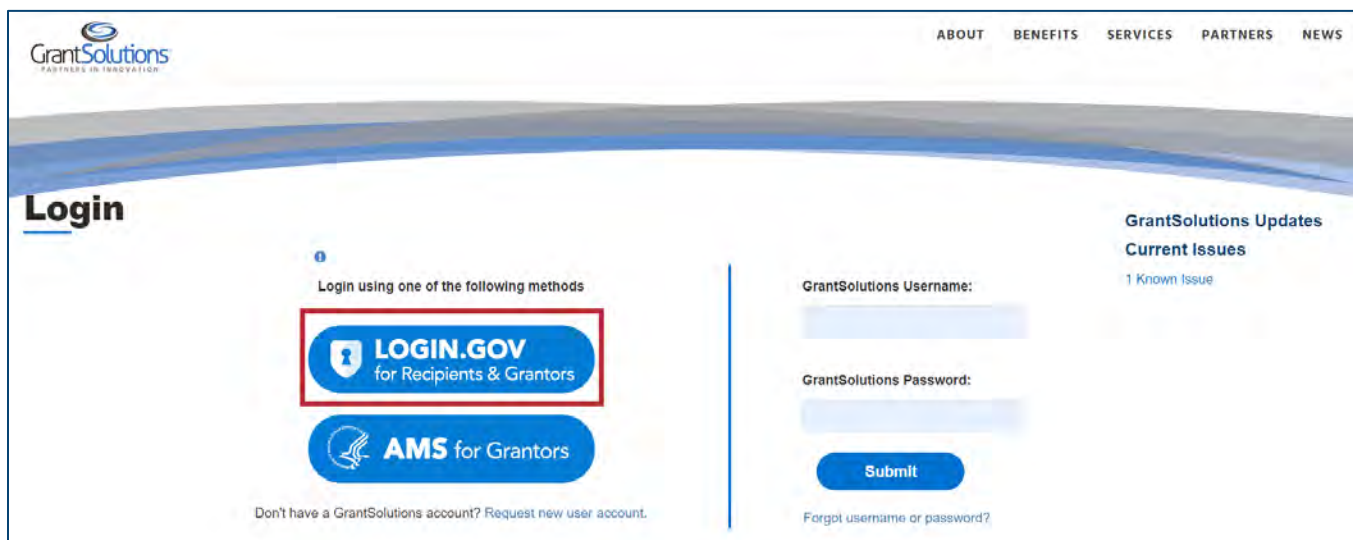 GrantSolutions
PARTNERS IN INNOVATION
ABOUT BENEFITS SERVICES PARTNERS NEWS
Login
Login using one of the following methods
LOGIN.GOV
for Recipients & Grantors
AMS for Grantors
Don't have a GrantSolutions account? Request new user account.
GrantSolutions Username:
GrantSolutions Password:
Submit
Forgot username or password?
GrantSolutions Updates
Current Issues
1 Known Issue